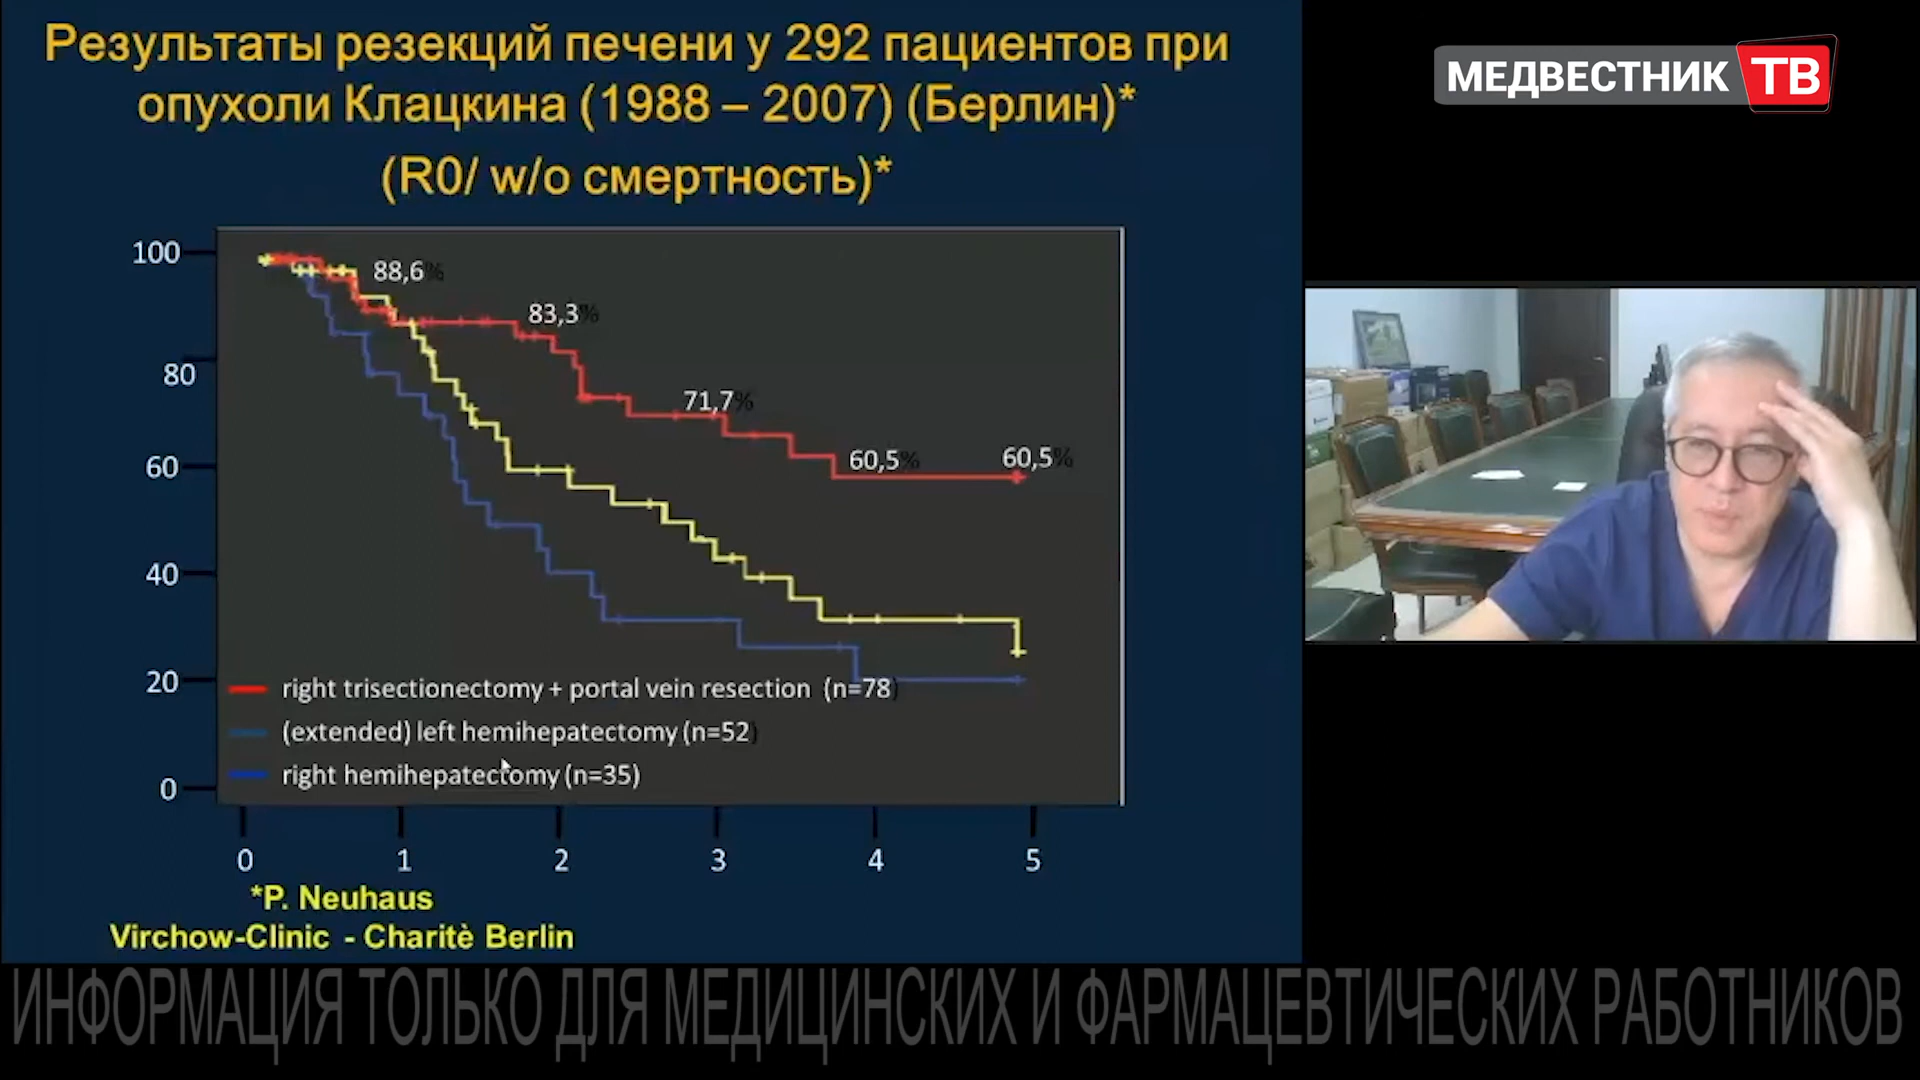 Результаты резекций печени у 292 пациентов при
опухоли Клацкина (1988 – 2007) (Берлин)*
(R0/ w/o смертность)*
МЕДВЕСТНИК ТВ
100
80
60
40
20
0
88,6%
83,3%
71,7%
60,5%
60,5%
right trisectionectomy + portal vein resection (n=78)
(extended) left hemihepatectomy (n=52)
right hemihepatectomy (n=35)
0 1 2 3 4 5
*P. Neuhaus
Virchow-Clinic - Charitè Berlin
ИНФОРМАЦИЯ ТОЛЬКО ДЛЯ МЕДИЦИНСКИХ И ФАРМАЦЕВТИЧЕСКИХ РАБОТНИКОВ